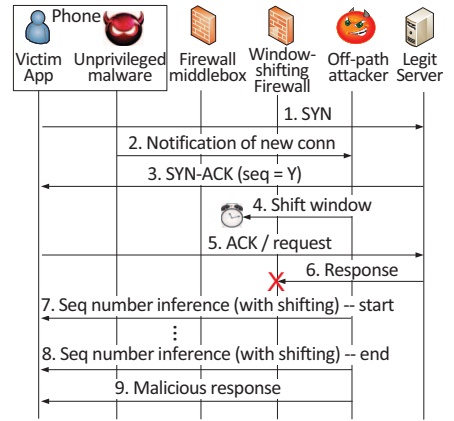 Phone
Victim App
Unprivileged malware
Firewall middlebox
Window-shifting Firewall
Off-path attacker
Legit Server
1. SYN
2. Notification of new conn
3. SYN-ACK (seq = Y)
4. Shift window
5. ACK / request
6. Response
X
7. Seq number inference (with shifting) -- start
⋮
8. Seq number inference (with shifting) -- end
9. Malicious response